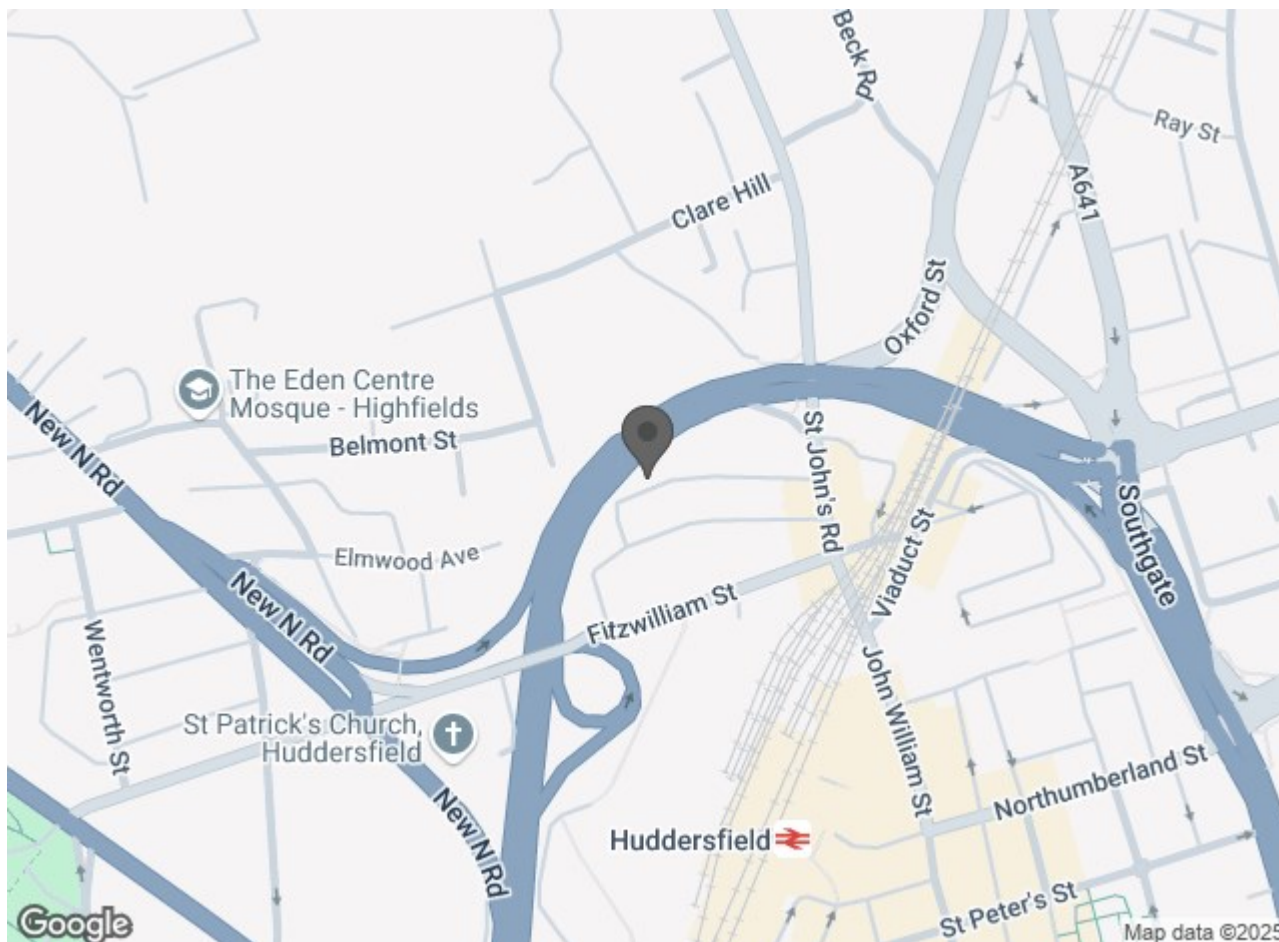 Beck Rd
Ray St
A641
Clare Hill
Oxford St
The Eden Centre
Mosque - Highfields
New N Rd
Belmont St
St John's Rd
Southgate
Viaduct St
Elmwood Ave
New N Rd
Fitzwilliam St
Wentworth St
John William St
St Patrick's Church,
Huddersfield
New N Rd
Northumberland St
Huddersfield
St Peter's St
Google
Map data ©2025